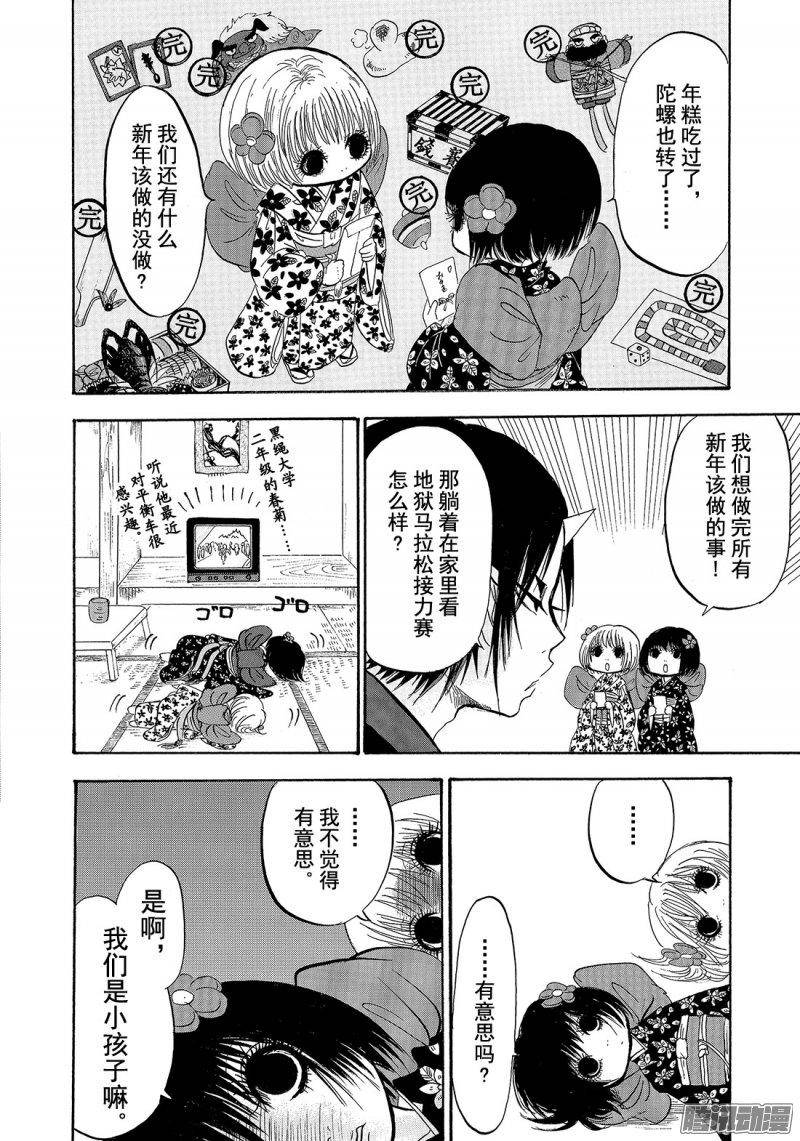 年糕吃过了，
陀螺也转了……
完
完
完
完
完
完
完
完
赛
钱
我们还有什么
新年该做的没做？
我们想做完所有
新年该做的事！
那躺着在家里看
地狱马拉松接力赛
怎么样？
黑绳大学
二年级的春菊……
听说他最近
对平衡车很
感兴趣。
ゴロ
ゴロ
……
……有意思吗？
……
我不觉得
有意思。
是啊，
我们是小孩子嘛。
腾讯动漫